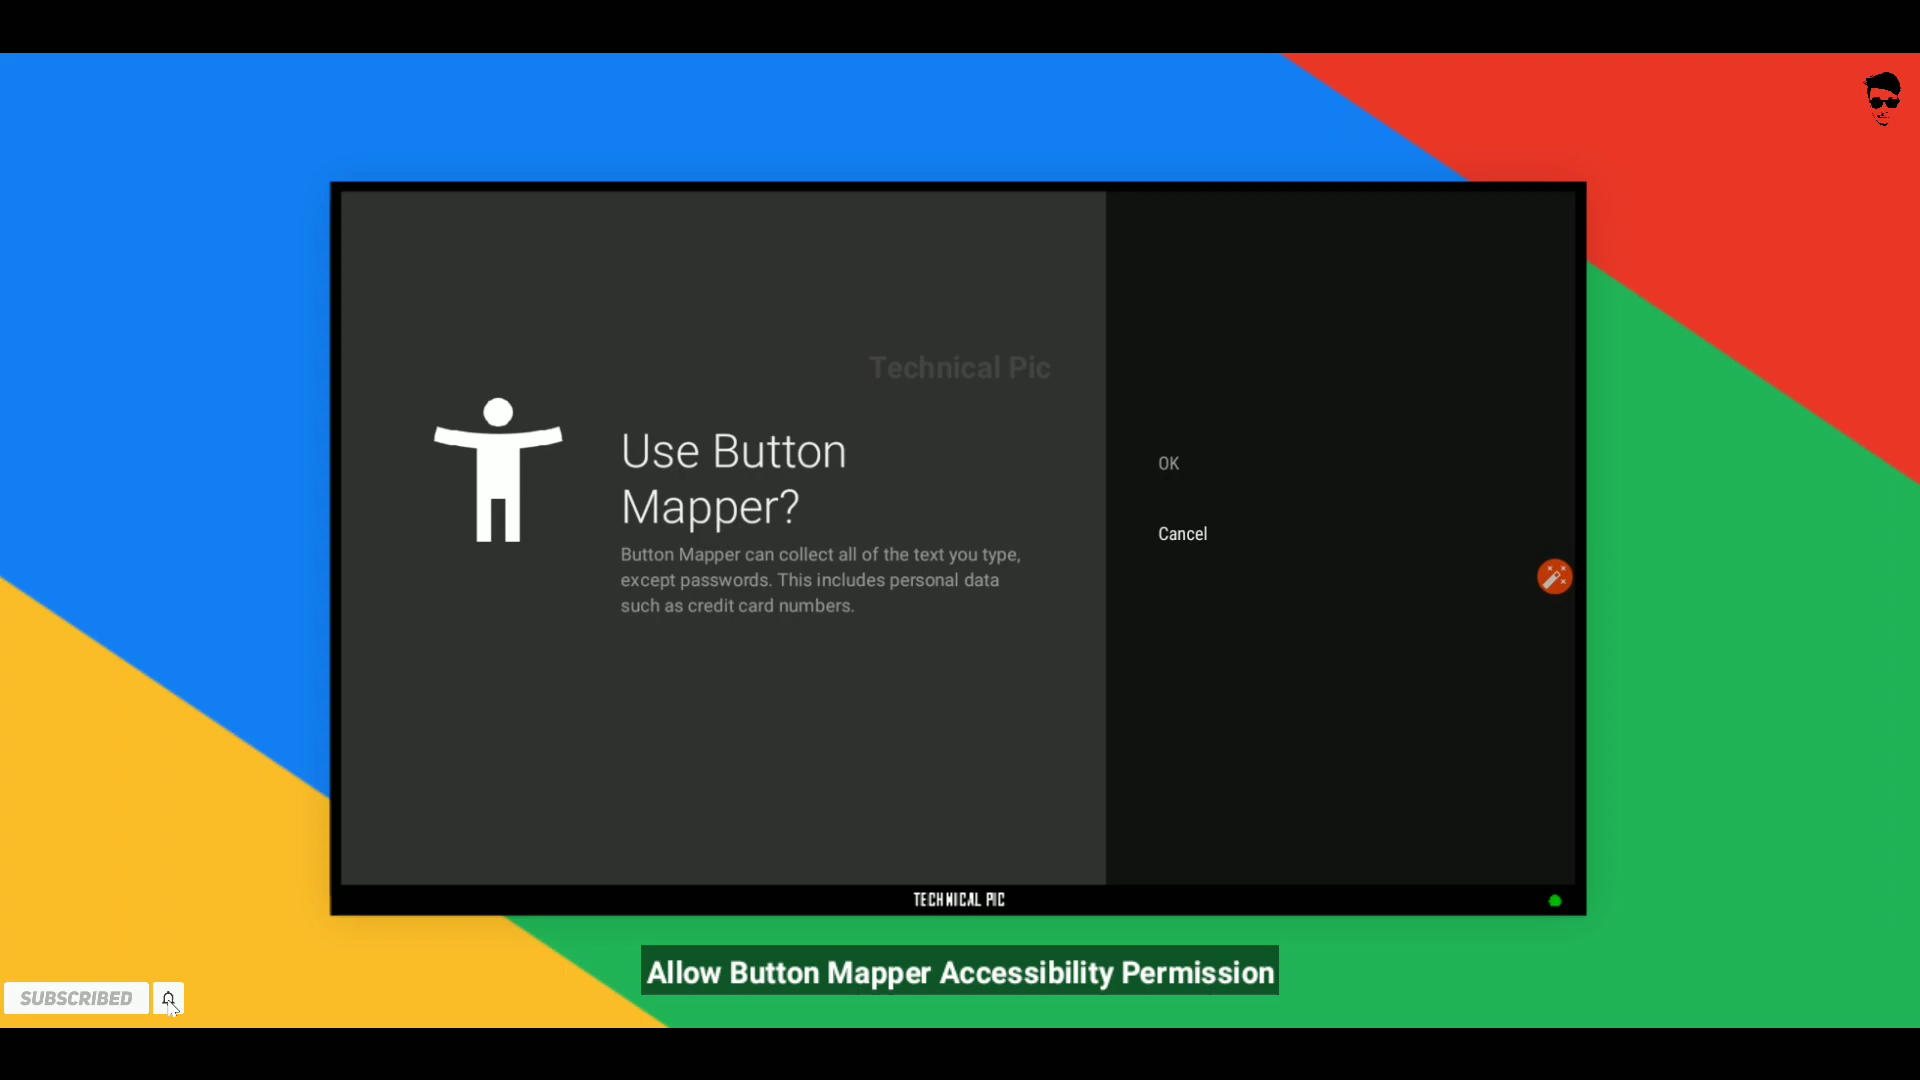 Technical Pic
Use Button
Mapper?
Button Mapper can collect all of the text you type,
except passwords. This includes personal data
such as credit card numbers.
OK
Cancel
TECHNICAL PIC
Allow Button Mapper Accessibility Permission
SUBSCRIBED